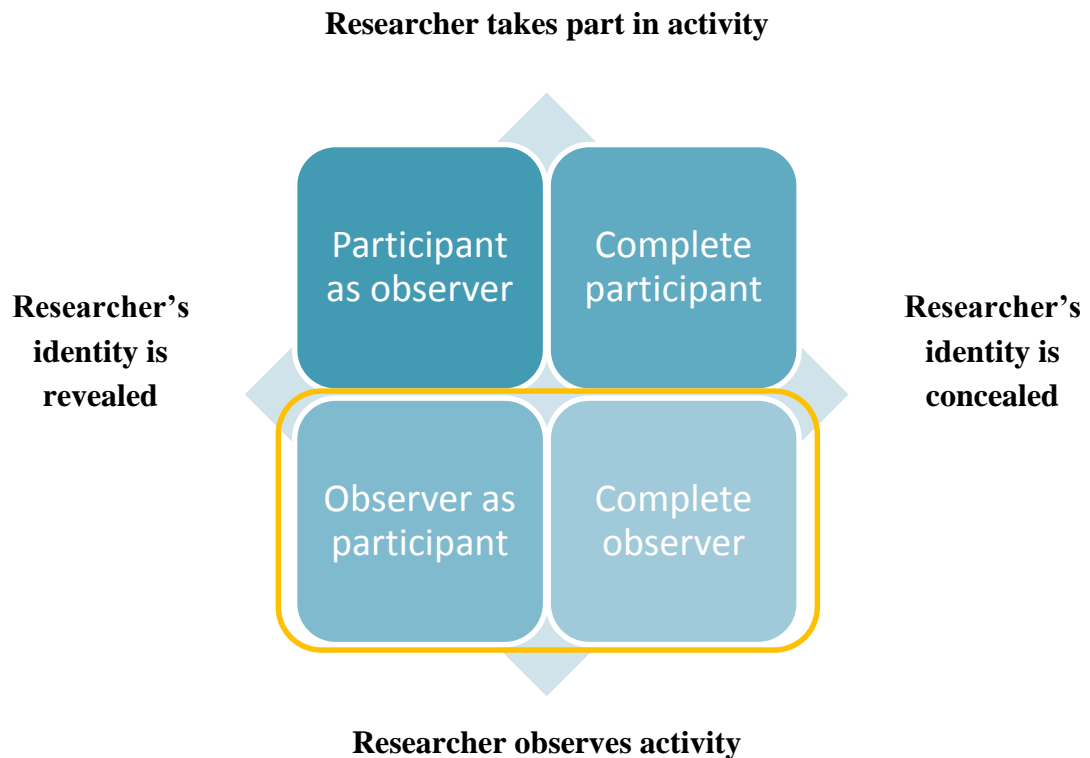 Researcher takes part in activity
Participant
as observer
Complete
participant
Researcher’s
identity is
revealed
Researcher’s
identity is
concealed
Observer as
participant
Complete
observer
Researcher observes activity